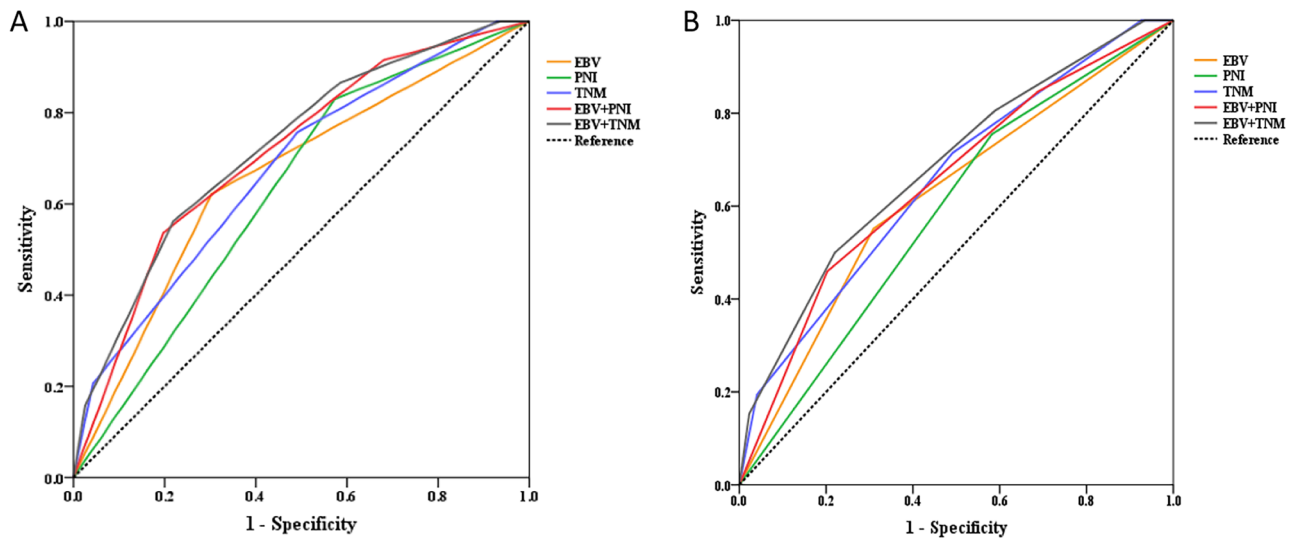 A
1.0
0.8
0.6
0.4
0.2
0.0
Sensitivity
0.0 0.2 0.4 0.6 0.8 1.0
1 - Specificity
EBV
PNI
TNM
EBV+PNI
EBV+TNM
Reference
B
1.0
0.8
0.6
0.4
0.2
0.0
Sensitivity
0.0 0.2 0.4 0.6 0.8 1.0
1 - Specificity
EBV
PNI
TNM
EBV+PNI
EBV+TNM
Reference